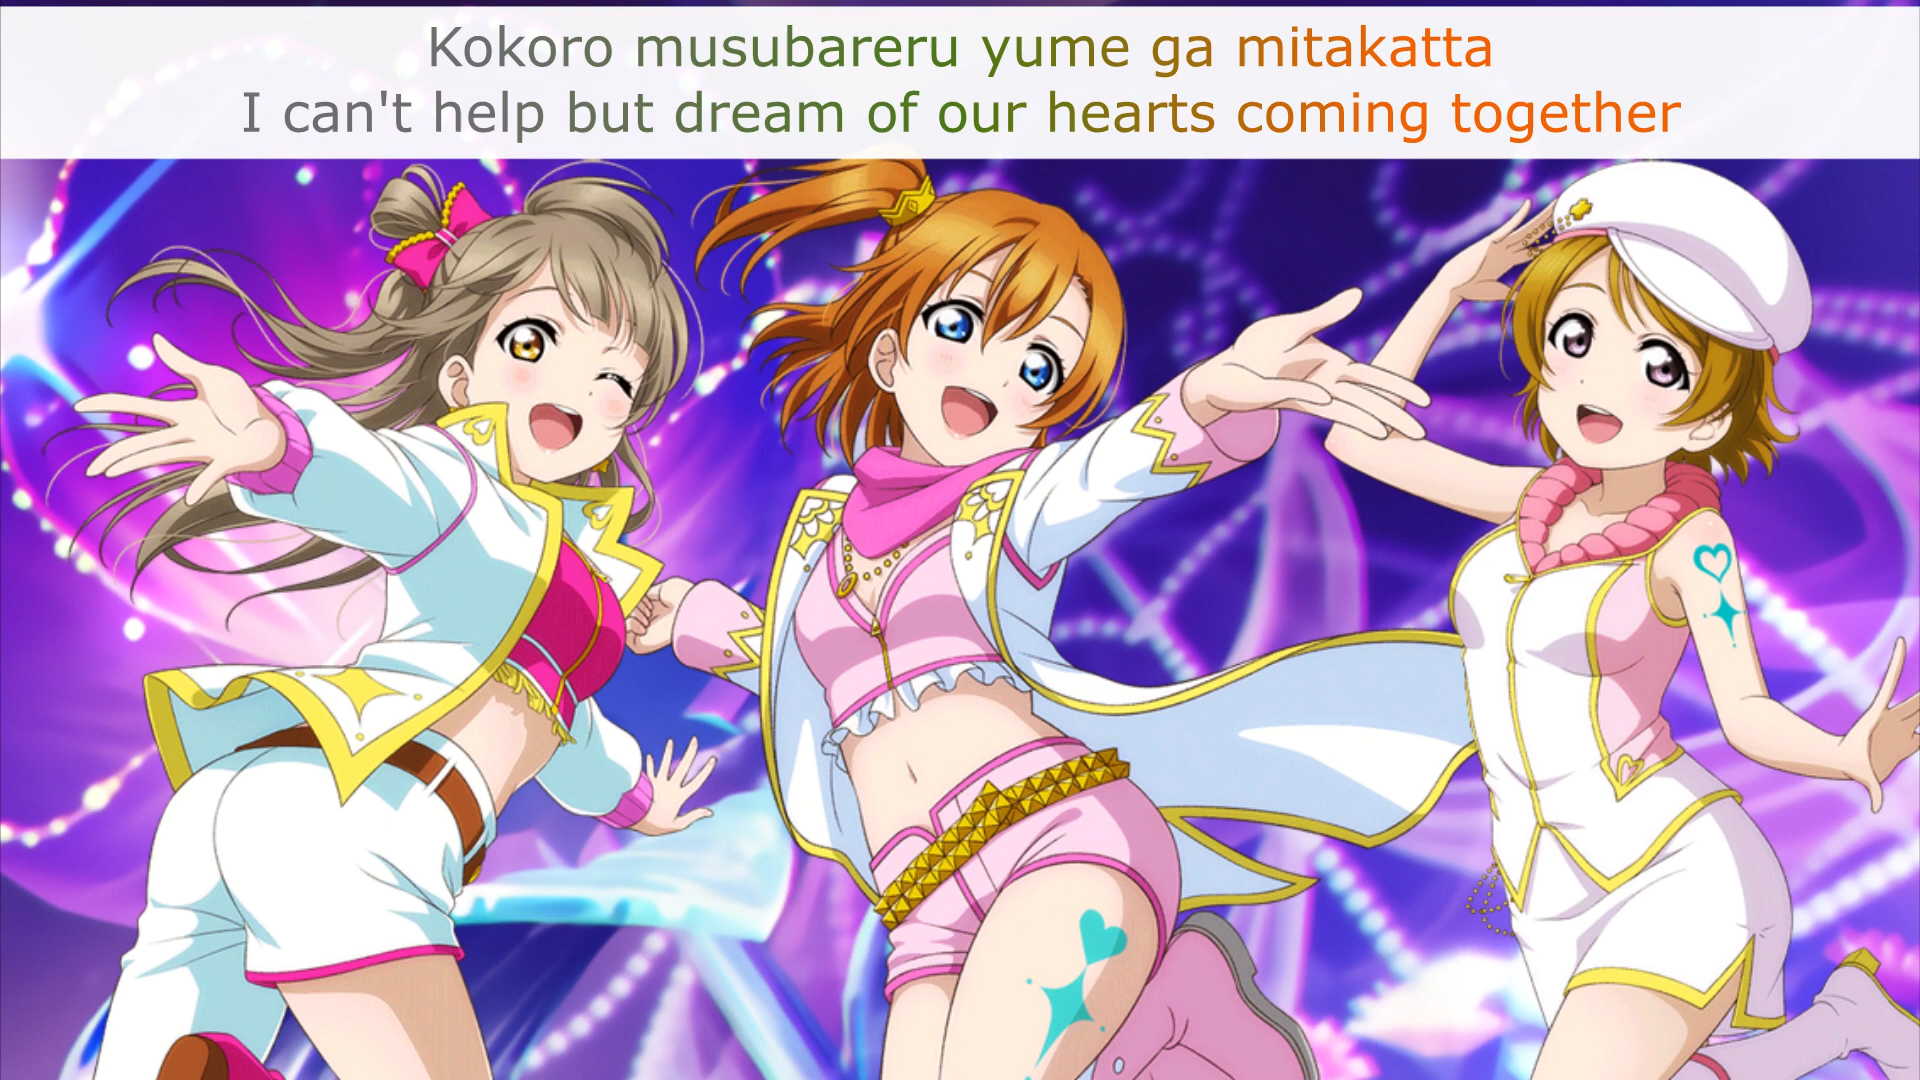 Kokoro musubareru yume ga mitakatta
I can't help but dream of our hearts coming together